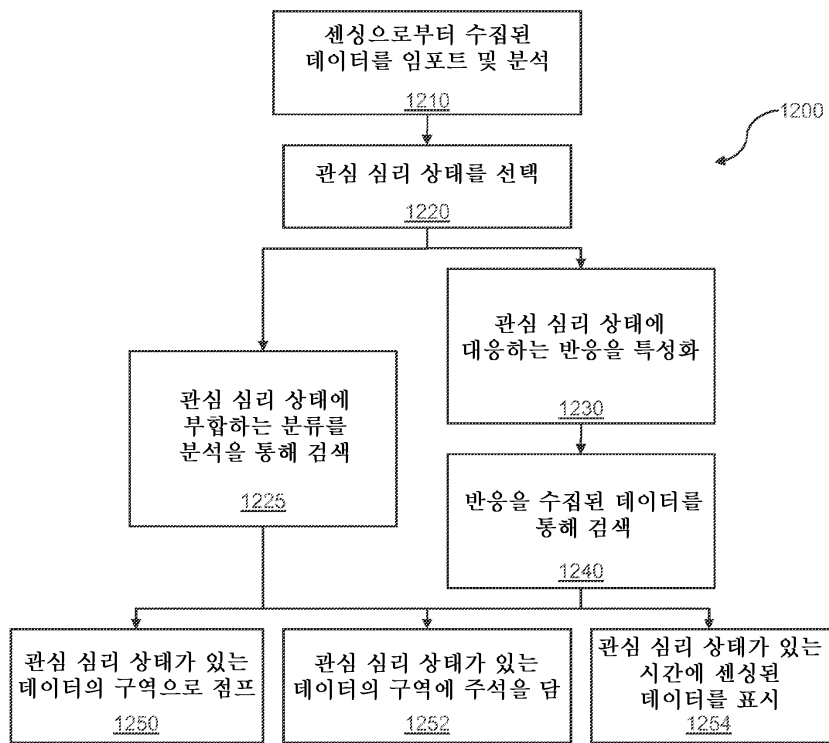 센싱으로부터 수집된
데이터를 임포트 및 분석
1210
1200
관심 심리 상태를 선택
1220
관심 심리 상태에
대응하는 반응을 특성화
1230
관심 심리 상태에
부합하는 분류를
분석을 통해 검색
1225
반응을 수집된 데이터를
통해 검색
1240
관심 심리 상태가 있는
데이터의 구역으로 점프
1250
관심 심리 상태가 있는
데이터의 구역에 주석을 담
1252
관심 심리 상태가 있는
시간에 센싱된
데이터를 표시
1254